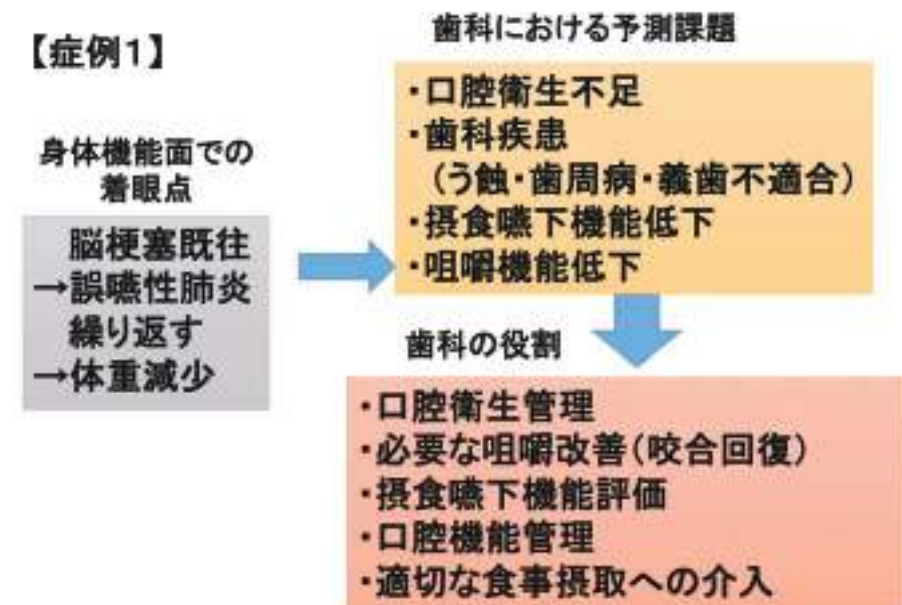 【症例1】
身体機能面での
着眼点
脳梗塞既往
→誤嚥性肺炎
繰り返す
→体重減少
歯科における予測課題
・口腔衛生不足
・歯科疾患
(う蝕・歯周病・義歯不適合)
・摂食嚥下機能低下
・咀嚼機能低下
歯科の役割
・口腔衛生管理
・必要な咀嚼改善(咬合回復)
・摂食嚥下機能評価
・口腔機能管理
・適切な食事摂取への介入